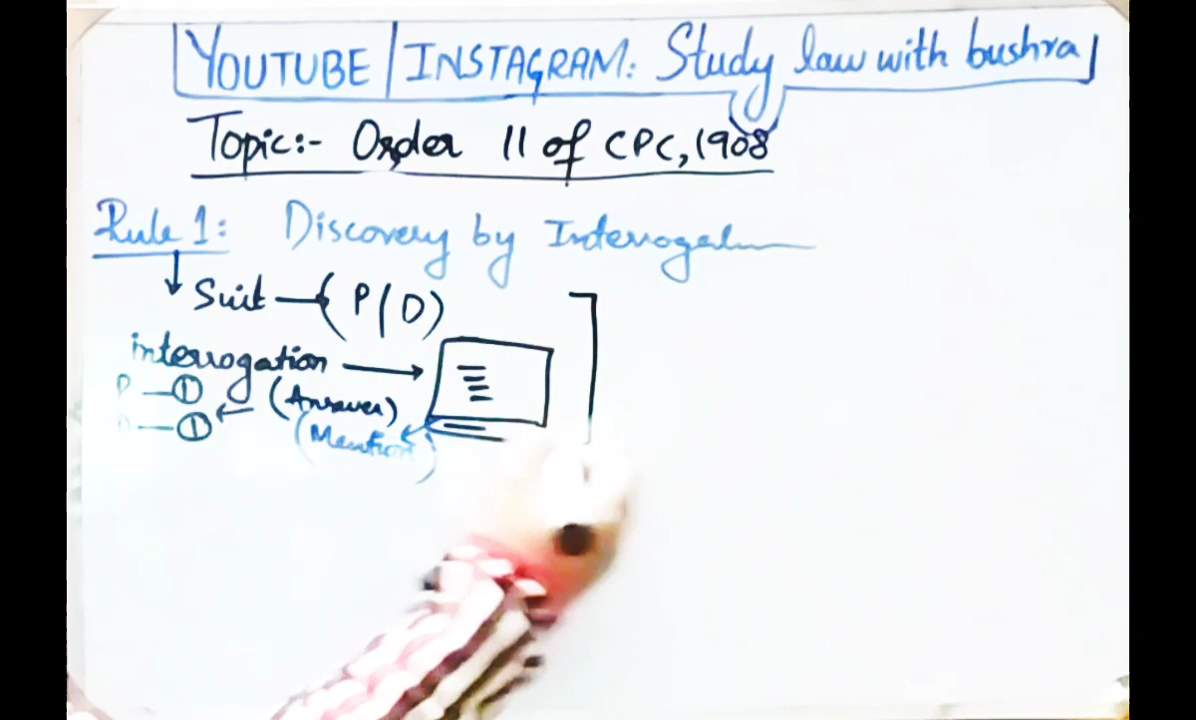 YOUTUBE | INSTAGRAM: Study law with bushra
Topic:- Order 11 of CPC, 1908
Rule 1: Discovery by
Suit (P/D)
interrogation
P — ①
(Answer)
D — ①
(Mention)